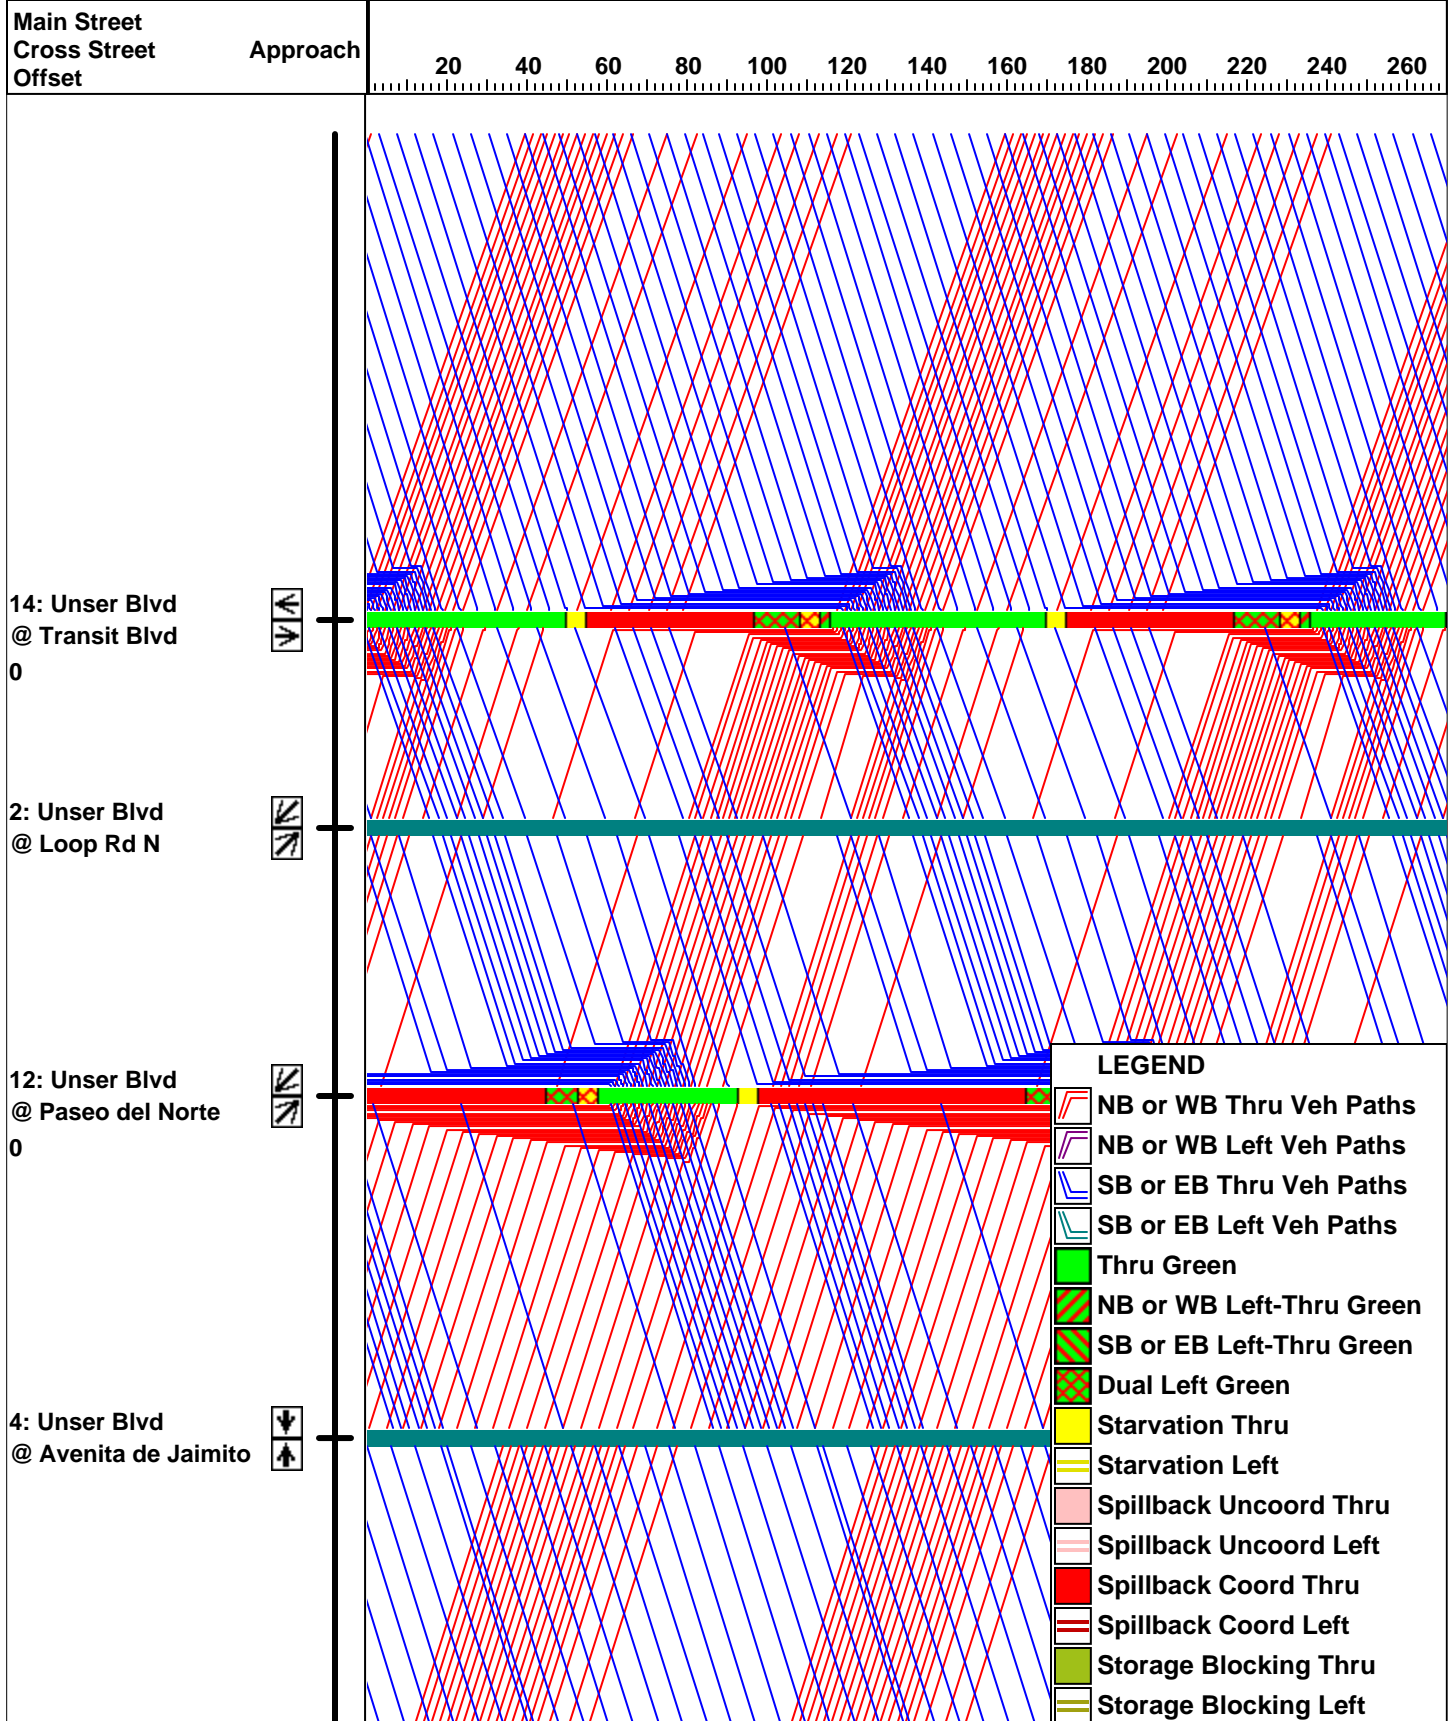 Main Street
Cross Street Approach
Offset
20 40 60 80 100 120 140 160 180 200 220 240 260
14: Unser Blvd
@ Transit Blvd
0
2: Unser Blvd
@ Loop Rd N
12: Unser Blvd
@ Paseo del Norte
0
4: Unser Blvd
@ Avenita de Jaimito
LEGEND
NB or WB Thru Veh Paths
NB or WB Left Veh Paths
SB or EB Thru Veh Paths
SB or EB Left Veh Paths
Thru Green
NB or WB Left-Thru Green
SB or EB Left-Thru Green
Dual Left Green
Starvation Thru
Starvation Left
Spillback Uncoord Thru
Spillback Uncoord Left
Spillback Coord Thru
Spillback Coord Left
Storage Blocking Thru
Storage Blocking Left